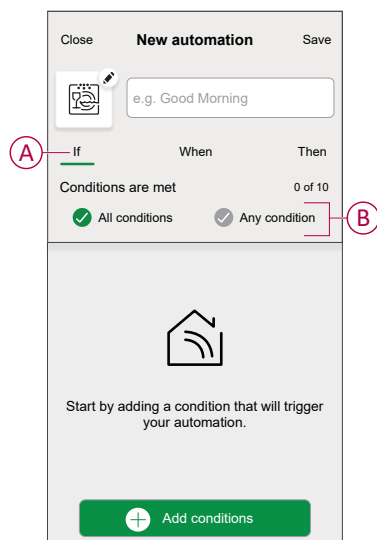 Close New automation Save
e.g. Good Morning
A If When Then
Conditions are met 0 of 10
All conditions Any condition B
Start by adding a condition that will trigger
your automation.
Add conditions